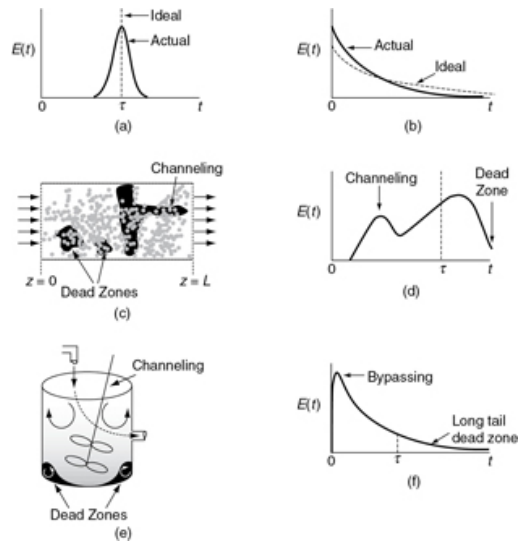 Ideal
E(t)
Actual
0
τ
t
(a)
E(t)
Actual
Ideal
0
t
(b)
Channeling
z = 0
Dead Zones
z = L
(c)
Channeling
Dead
Zone
E(t)
τ
t
(d)
Channeling
Dead Zones
(e)
E(t)
Bypassing
Long tail
dead zone
0
τ
t
(f)